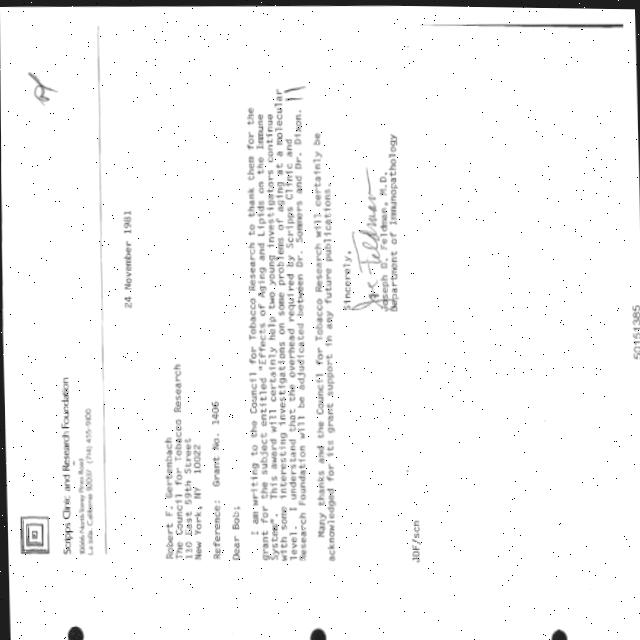 Scripps Clinic and Research Foundation
10666 North Torrey Pines Road
La Jolla, California 92037 (714) 455-9100
24 November 1981
Robert F. Gertenbach
The Council for Tobacco Research
110 East 59th Street
New York, NY 10022
Reference: Grant No. 1406
Dear Bob:
I am writing to the Council for Tobacco Research to thank them for the
grant for the subject entitled "Effects of Aging and Lipids on the Immune
System". This award will certainly help two young investigators continue
with some interesting investigations on some problems of aging at a molecular
level. I understand that the overhead required by Scripps Clinic and
Research Foundation will be adjudicated between Dr. Sommers and Dr. Dixon.
Many thanks and the Council for Tobacco Research will certainly be
acknowledged for its grant support in any future publications.
Sincerely,
Joe Feldman
Joseph D. Feldman, M.D.
Department of Immunopathology
JDF/scn
50151385